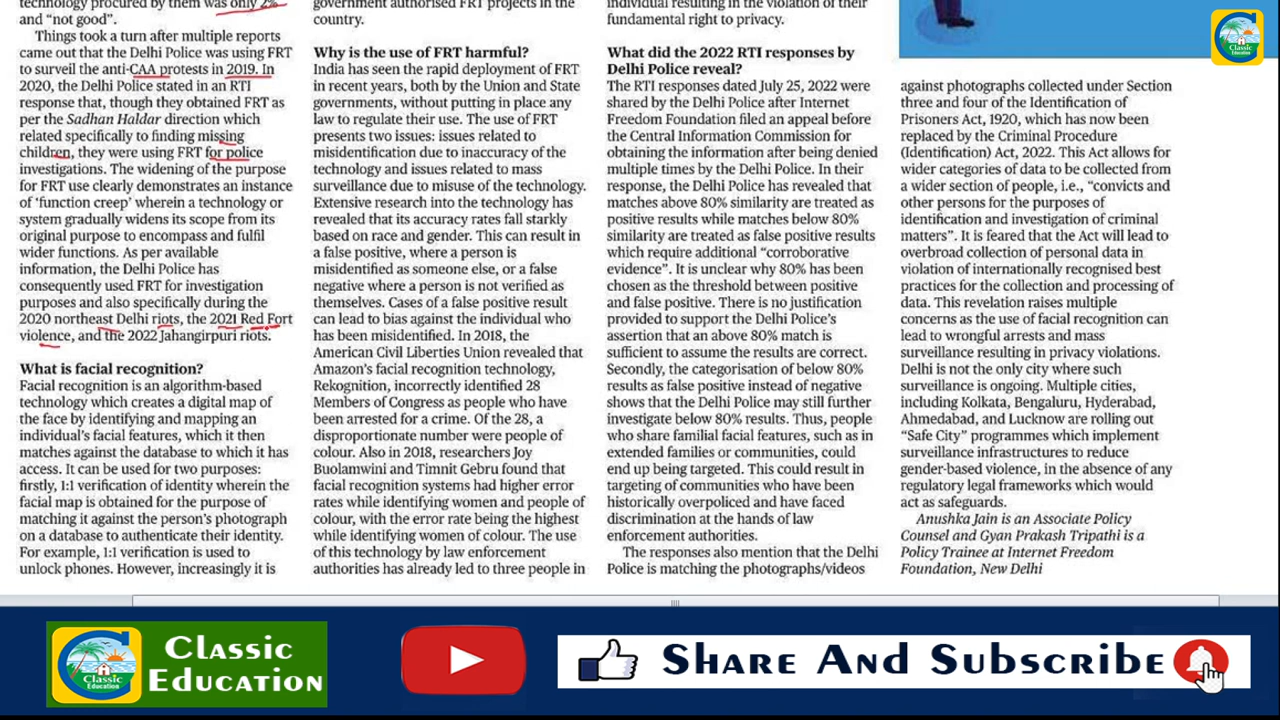 technology procured by them was only 2%
and “not good”.
Things took a turn after multiple reports
came out that the Delhi Police was using FRT
to surveil the anti-CAA protests in 2019. In
2020, the Delhi Police stated in an RTI
response that, though they obtained FRT as
per the Sadhan Haldar direction which
related specifically to finding missing
children, they were using FRT for police
investigations. The widening of the purpose
for FRT use clearly demonstrates an instance
of ‘function creep’ wherein a technology or
system gradually widens its scope from its
original purpose to encompass and fulfil
wider functions. As per available
information, the Delhi Police has
consequently used FRT for investigation
purposes and also specifically during the
2020 northeast Delhi riots, the 2021 Red Fort
violence, and the 2022 Jahangirpuri riots.
What is facial recognition?
Facial recognition is an algorithm-based
technology which creates a digital map of
the face by identifying and mapping an
individual’s facial features, which it then
matches against the database to which it has
access. It can be used for two purposes:
firstly, 1:1 verification of identity wherein the
facial map is obtained for the purpose of
matching it against the person’s photograph
on a database to authenticate their identity.
For example, 1:1 verification is used to
unlock phones. However, increasingly it is
government authorised FRT projects in the
country.
Why is the use of FRT harmful?
India has seen the rapid deployment of FRT
in recent years, both by the Union and State
governments, without putting in place any
law to regulate their use. The use of FRT
presents two issues: issues related to
misidentification due to inaccuracy of the
technology and issues related to mass
surveillance due to misuse of the technology.
Extensive research into the technology has
revealed that its accuracy rates fall starkly
based on race and gender. This can result in
a false positive, where a person is
misidentified as someone else, or a false
negative where a person is not verified as
themselves. Cases of a false positive result
can lead to bias against the individual who
has been misidentified. In 2018, the
American Civil Liberties Union revealed that
Amazon’s facial recognition technology,
Rekognition, incorrectly identified 28
Members of Congress as people who have
been arrested for a crime. Of the 28, a
disproportionate number were people of
colour. Also in 2018, researchers Joy
Buolamwini and Timnit Gebru found that
facial recognition systems had higher error
rates while identifying women and people of
colour, with the error rate being the highest
while identifying women of colour. The use
of this technology by law enforcement
authorities has already led to three people in
individual resulting in the violation of their
fundamental right to privacy.
What did the 2022 RTI responses by
Delhi Police reveal?
The RTI responses dated July 25, 2022 were
shared by the Delhi Police after Internet
Freedom Foundation filed an appeal before
the Central Information Commission for
obtaining the information after being denied
multiple times by the Delhi Police. In their
response, the Delhi Police has revealed that
matches above 80% similarity are treated as
positive results while matches below 80%
similarity are treated as false positive results
which require additional “corroborative
evidence”. It is unclear why 80% has been
chosen as the threshold between positive
and false positive. There is no justification
provided to support the Delhi Police’s
assertion that an above 80% match is
sufficient to assume the results are correct.
Secondly, the categorisation of below 80%
results as false positive instead of negative
shows that the Delhi Police may still further
investigate below 80% results. Thus, people
who share familial facial features, such as in
extended families or communities, could
end up being targeted. This could result in
targeting of communities who have been
historically overpoliced and have faced
discrimination at the hands of law
enforcement authorities.
The responses also mention that the Delhi
Police is matching the photographs/videos
against photographs collected under Section
three and four of the Identification of
Prisoners Act, 1920, which has now been
replaced by the Criminal Procedure
(Identification) Act, 2022. This Act allows for
wider categories of data to be collected from
a wider section of people, i.e., “convicts and
other persons for the purposes of
identification and investigation of criminal
matters”. It is feared that the Act will lead to
overbroad collection of personal data in
violation of internationally recognised best
practices for the collection and processing of
data. This revelation raises multiple
concerns as the use of facial recognition can
lead to wrongful arrests and mass
surveillance resulting in privacy violations.
Delhi is not the only city where such
surveillance is ongoing. Multiple cities,
including Kolkata, Bengaluru, Hyderabad,
Ahmedabad, and Lucknow are rolling out
“Safe City” programmes which implement
surveillance infrastructures to reduce
gender-based violence, in the absence of any
regulatory legal frameworks which would
act as safeguards.
Anushka Jain is an Associate Policy
Counsel and Gyan Prakash Tripathi is a
Policy Trainee at Internet Freedom
Foundation, New Delhi
Classic
Education
Classic
Education
Classic
Education
Share And Subscribe